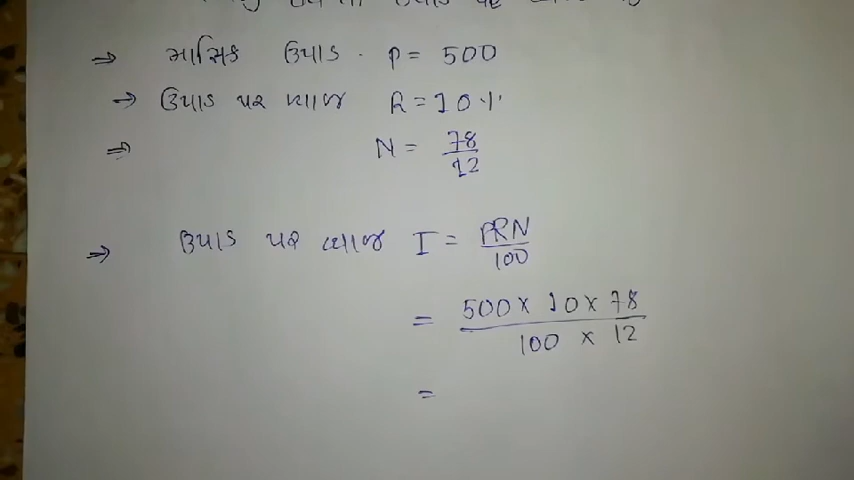 ⇒ માસિક ઉપાડ . P = 500
→ ઉપાડ પર વ્યાજ R = 10 %
⇒ N = 78/12
⇒ ઉપાડ પર વ્યાજ I = PRN/100
= 500 × 10 × 78 / 100 × 12
=